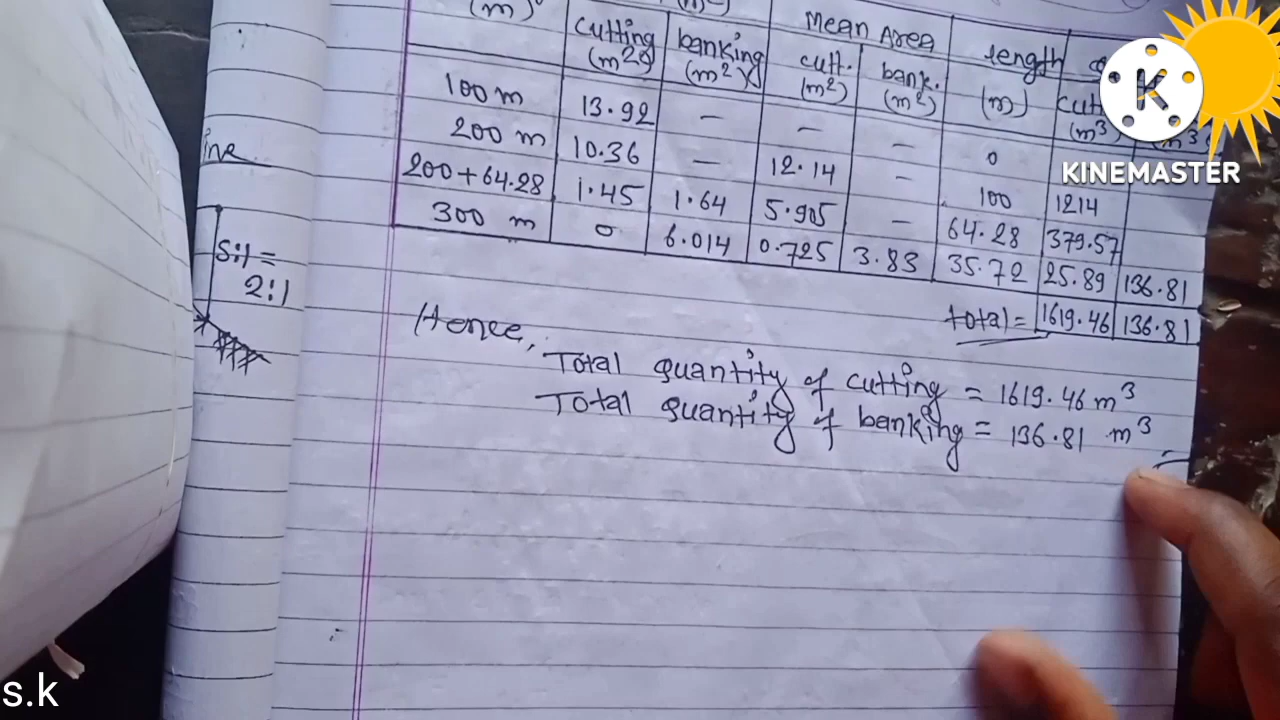 (m) cutting (m²) banking (m²) Mean Area length
cutt. (m²) bank. (m²) (m) (m³)
100 m 13.92 — — — 0
200 m 10.36 — 12.14 — 100 1214
200+64.28 1.45 1.64 5.905 — 64.28 379.57
300 m 0 6.014 0.725 3.83 35.72 25.89 136.81
total = 1619.46 136.81
Hence,
Total quantity of cutting = 1619.46 m³
Total quantity of banking = 136.81 m³
S:1 =
2:1
K
KINEMASTER
s.k